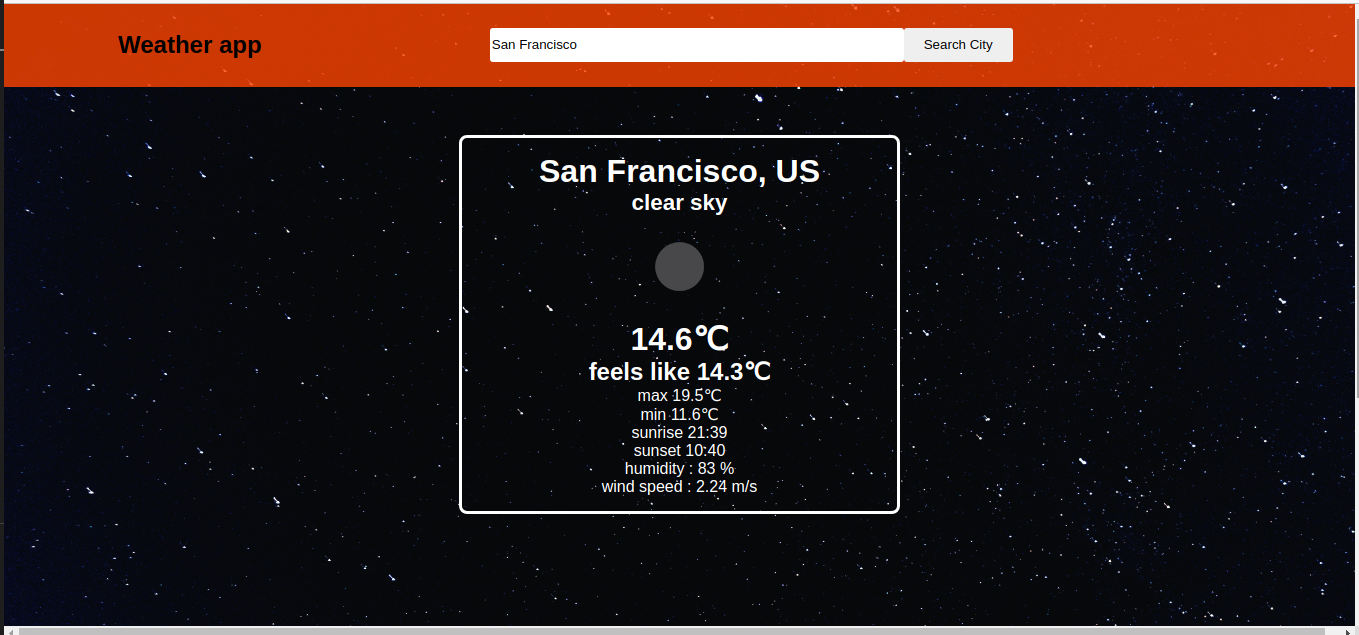 Weather app
San Francisco
Search City
San Francisco, US
clear sky
14.6℃
feels like 14.3℃
max 19.5℃
min 11.6℃
sunrise 21:39
sunset 10:40
humidity : 83 %
wind speed : 2.24 m/s